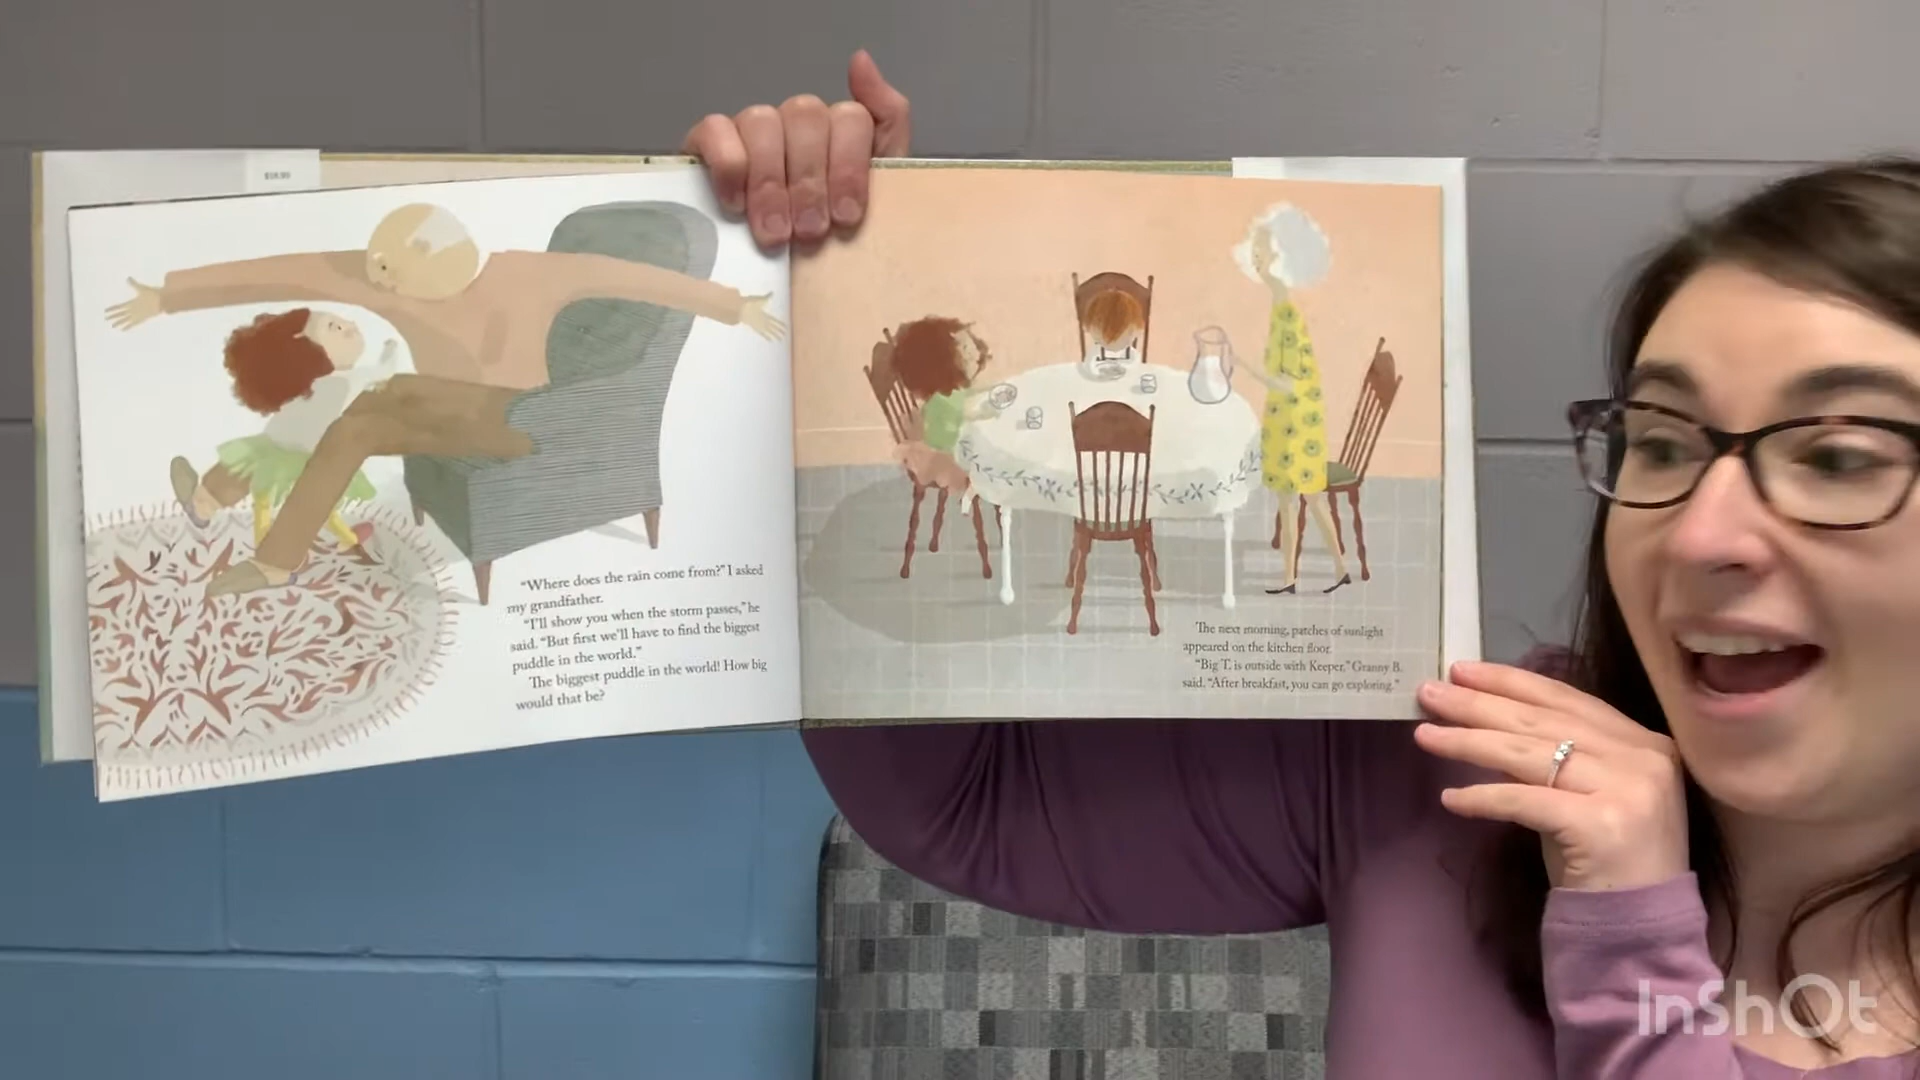 $18.99
"Where does the rain come from?" I asked
my grandfather.
"I'll show you when the storm passes," he
said. "But first we'll have to find the biggest
puddle in the world."
The biggest puddle in the world! How big
would that be?
The next morning, patches of sunlight
appeared on the kitchen floor.
"Big T. is outside with Keeper," Granny B.
said. "After breakfast, you can go exploring."
InShOt